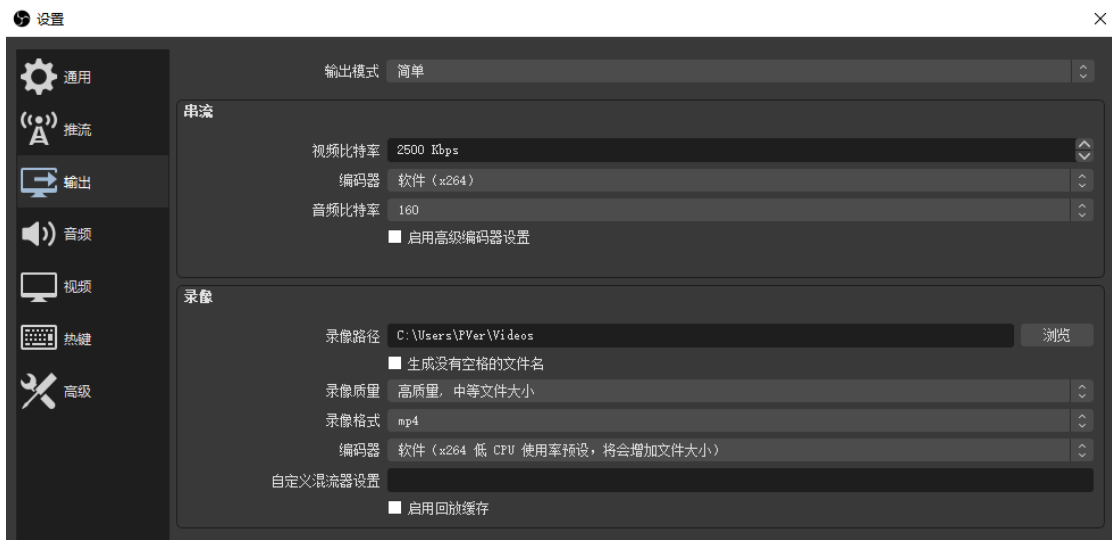 设置
通用
推流
输出
音频
视频
热键
高级
输出模式 简单
串流
视频比特率 2500 Kbps
编码器 软件（x264）
音频比特率 160
启用高级编码器设置
录像
录像路径 C:\Users\PVer\Videos 浏览
生成没有空格的文件名
录像质量 高质量，中等文件大小
录像格式 mp4
编码器 软件（x264 低 CPU 使用率预设，将会增加文件大小）
自定义混流器设置
启用回放缓存